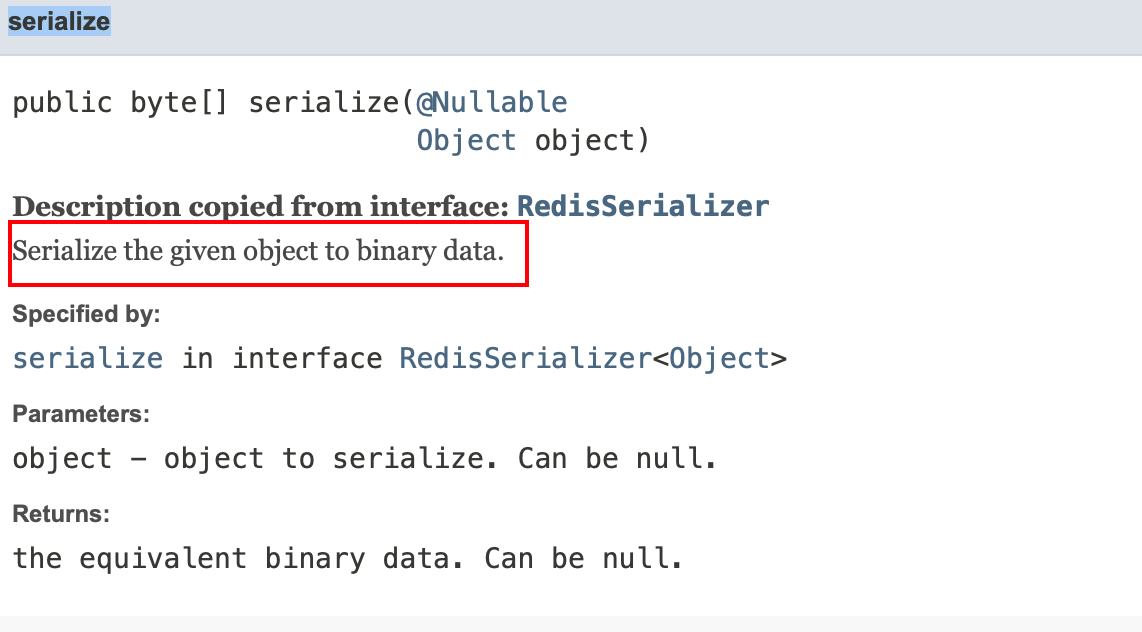 serialize
public byte[] serialize(@Nullable
Object object)
Description copied from interface: RedisSerializer
Serialize the given object to binary data.
Specified by:
serialize in interface RedisSerializer<Object>
Parameters:
object – object to serialize. Can be null.
Returns:
the equivalent binary data. Can be null.